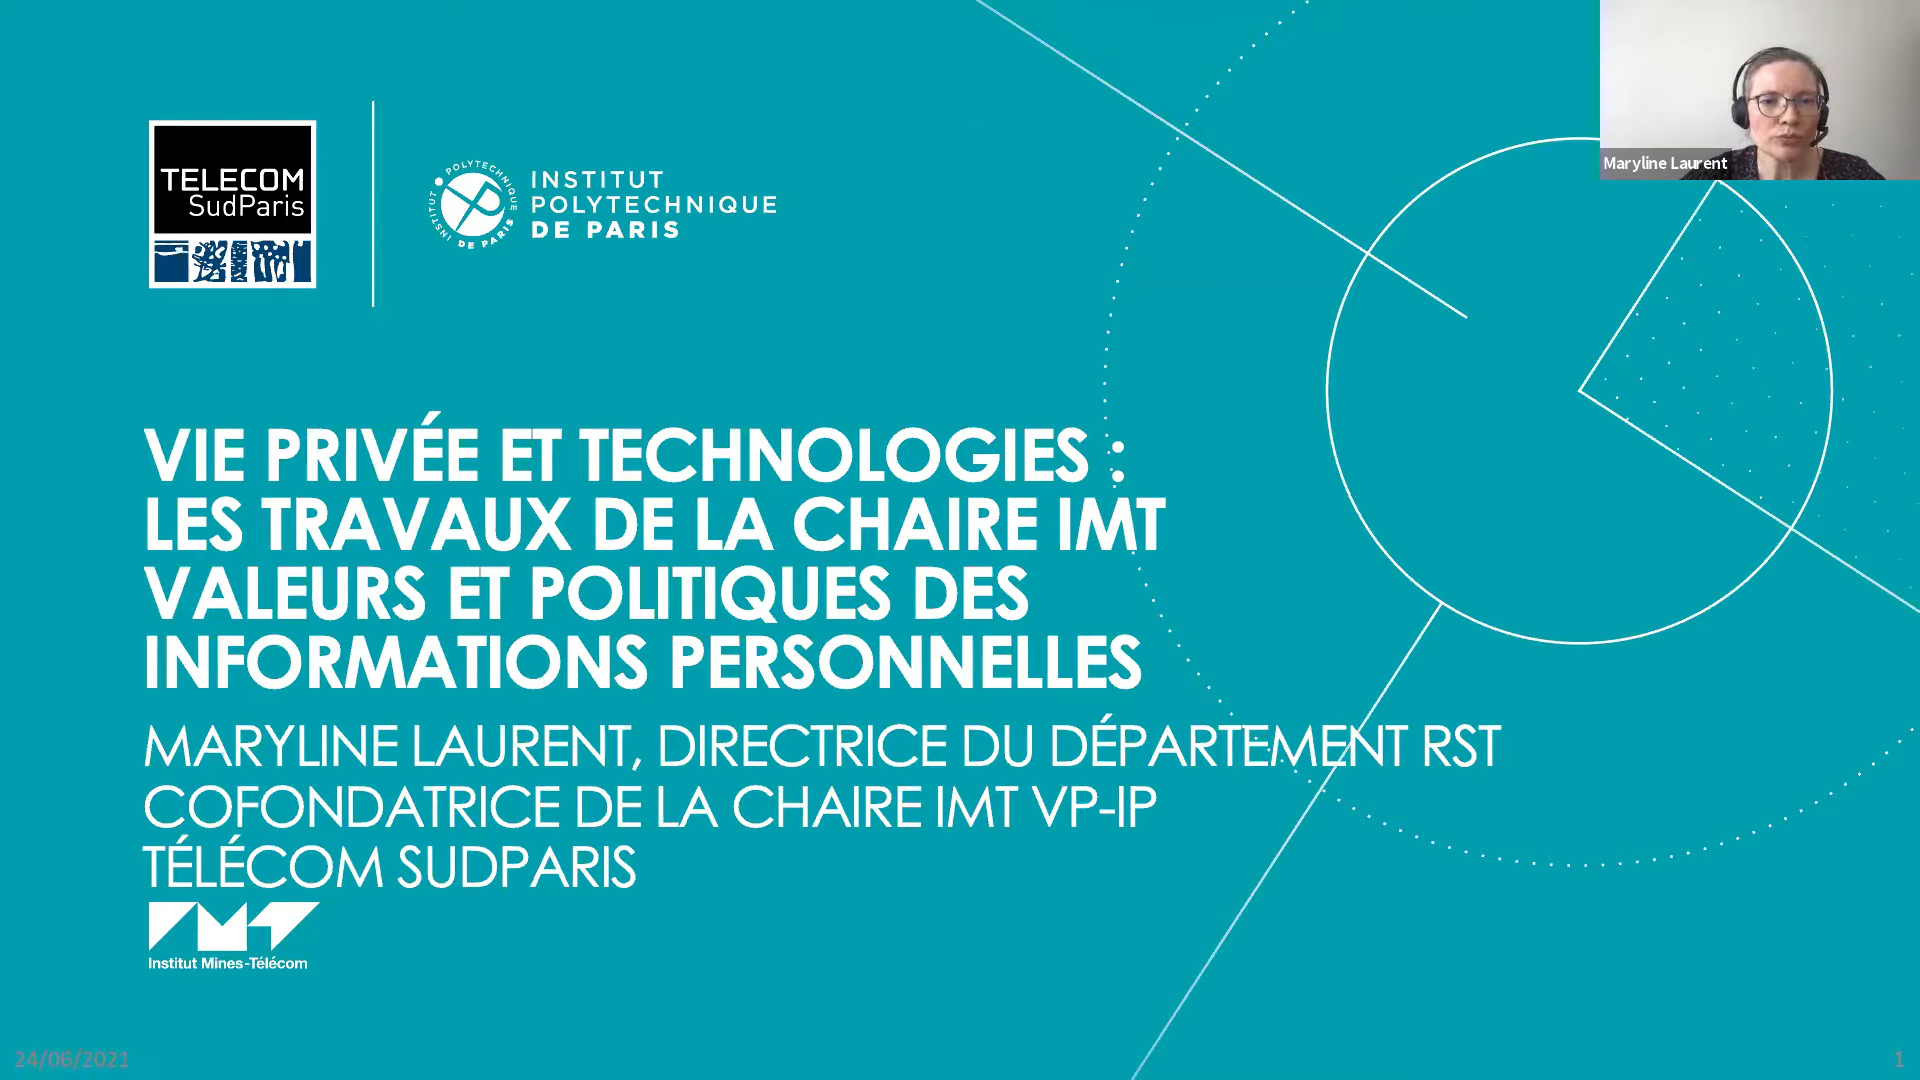 TELECOM
SudParis
INSTITUT POLYTECHNIQUE DE PARIS
INSTITUT
POLYTECHNIQUE
DE PARIS
Maryline Laurent
VIE PRIVÉE ET TECHNOLOGIES :
LES TRAVAUX DE LA CHAIRE IMT
VALEURS ET POLITIQUES DES
INFORMATIONS PERSONNELLES
MARYLINE LAURENT, DIRECTRICE DU DÉPARTEMENT RST
COFONDATRICE DE LA CHAIRE IMT VP-IP
TÉLÉCOM SUDPARIS
IMT
Institut Mines-Télécom
24/06/2021
1